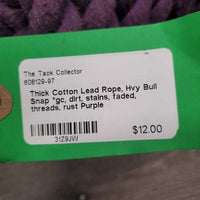 The Tack Collector
608129-97
Thick Cotton Lead Rope, Hvy Bull
Snap *gc, dirt, stains, faded,
threads, rust Purple
$12.00
31Z9JVV